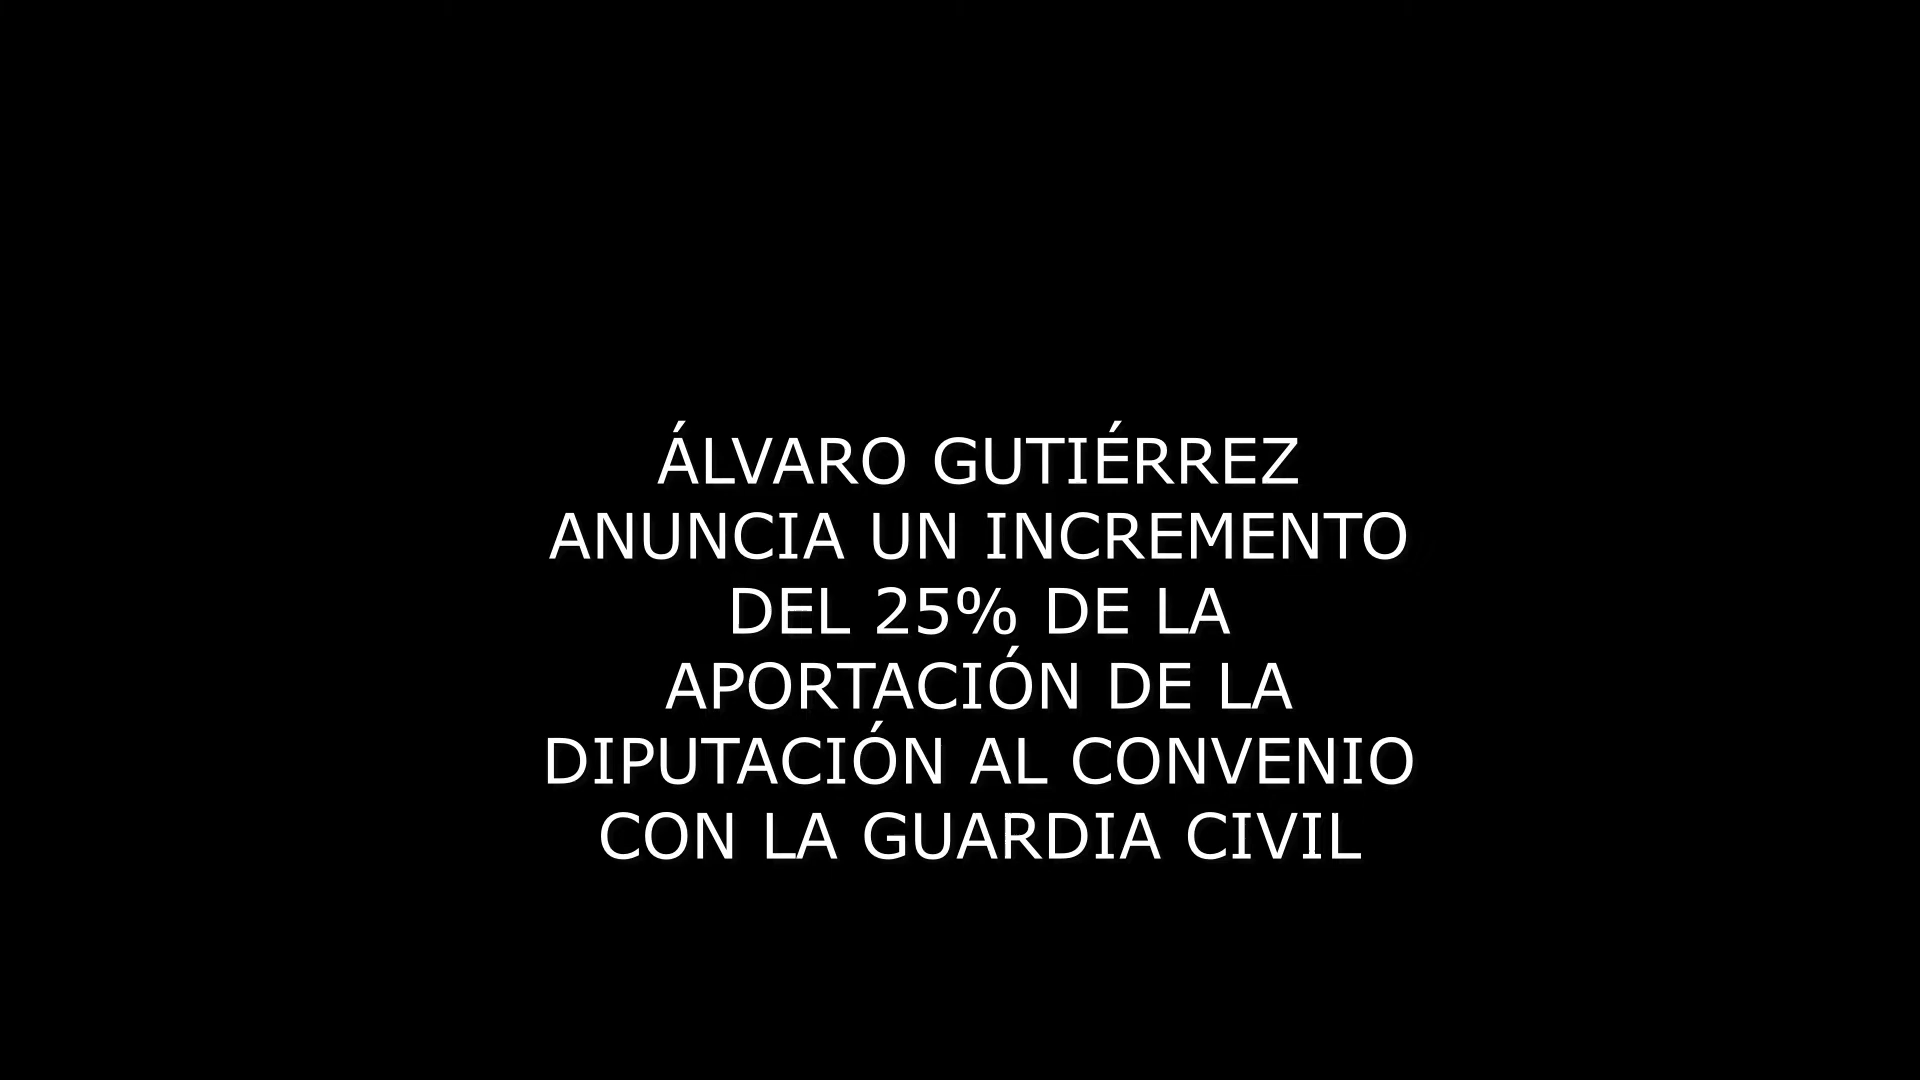 ÁLVARO GUTIÉRREZ
ANUNCIA UN INCREMENTO
DEL 25% DE LA
APORTACIÓN DE LA
DIPUTACIÓN AL CONVENIO
CON LA GUARDIA CIVIL